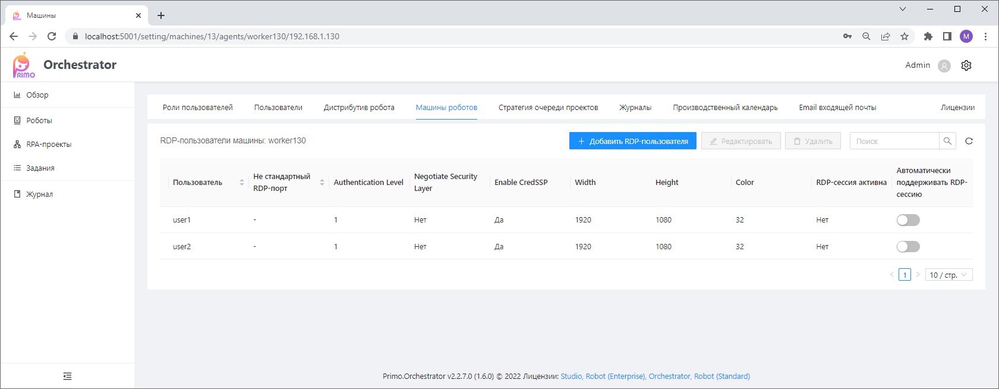 Машины
localhost:5001/setting/machines/13/agents/worker130/192.168.1.130
M
PRIMO
Orchestrator
Admin
Обзор
Роботы
RPA-проекты
Задания
Журнал
Роли пользователей
Пользователи
Дистрибутив робота
Машины роботов
Стратегия очереди проектов
Журналы
Производственный календарь
Email входящей почты
Лицензии
RDP-пользователи машины: worker130
+ Добавить RDP-пользователя
Редактировать
Удалить
Поиск
Пользователь
Не стандартный
RDP-порт
Authentication Level
Negotiate Security
Layer
Enable CredSSP
Width
Height
Color
RDP-сессия активна
Автоматически
поддерживать RDP-
сессию
user1 - 1 Нет Да 1920 1080 32 Нет
user2 - 1 Нет Да 1920 1080 32 Нет
< 1 > 10 / стр.
Primo.Orchestrator v2.2.7.0 (1.6.0) © 2022 Лицензии: Studio, Robot (Enterprise), Orchestrator, Robot (Standard)